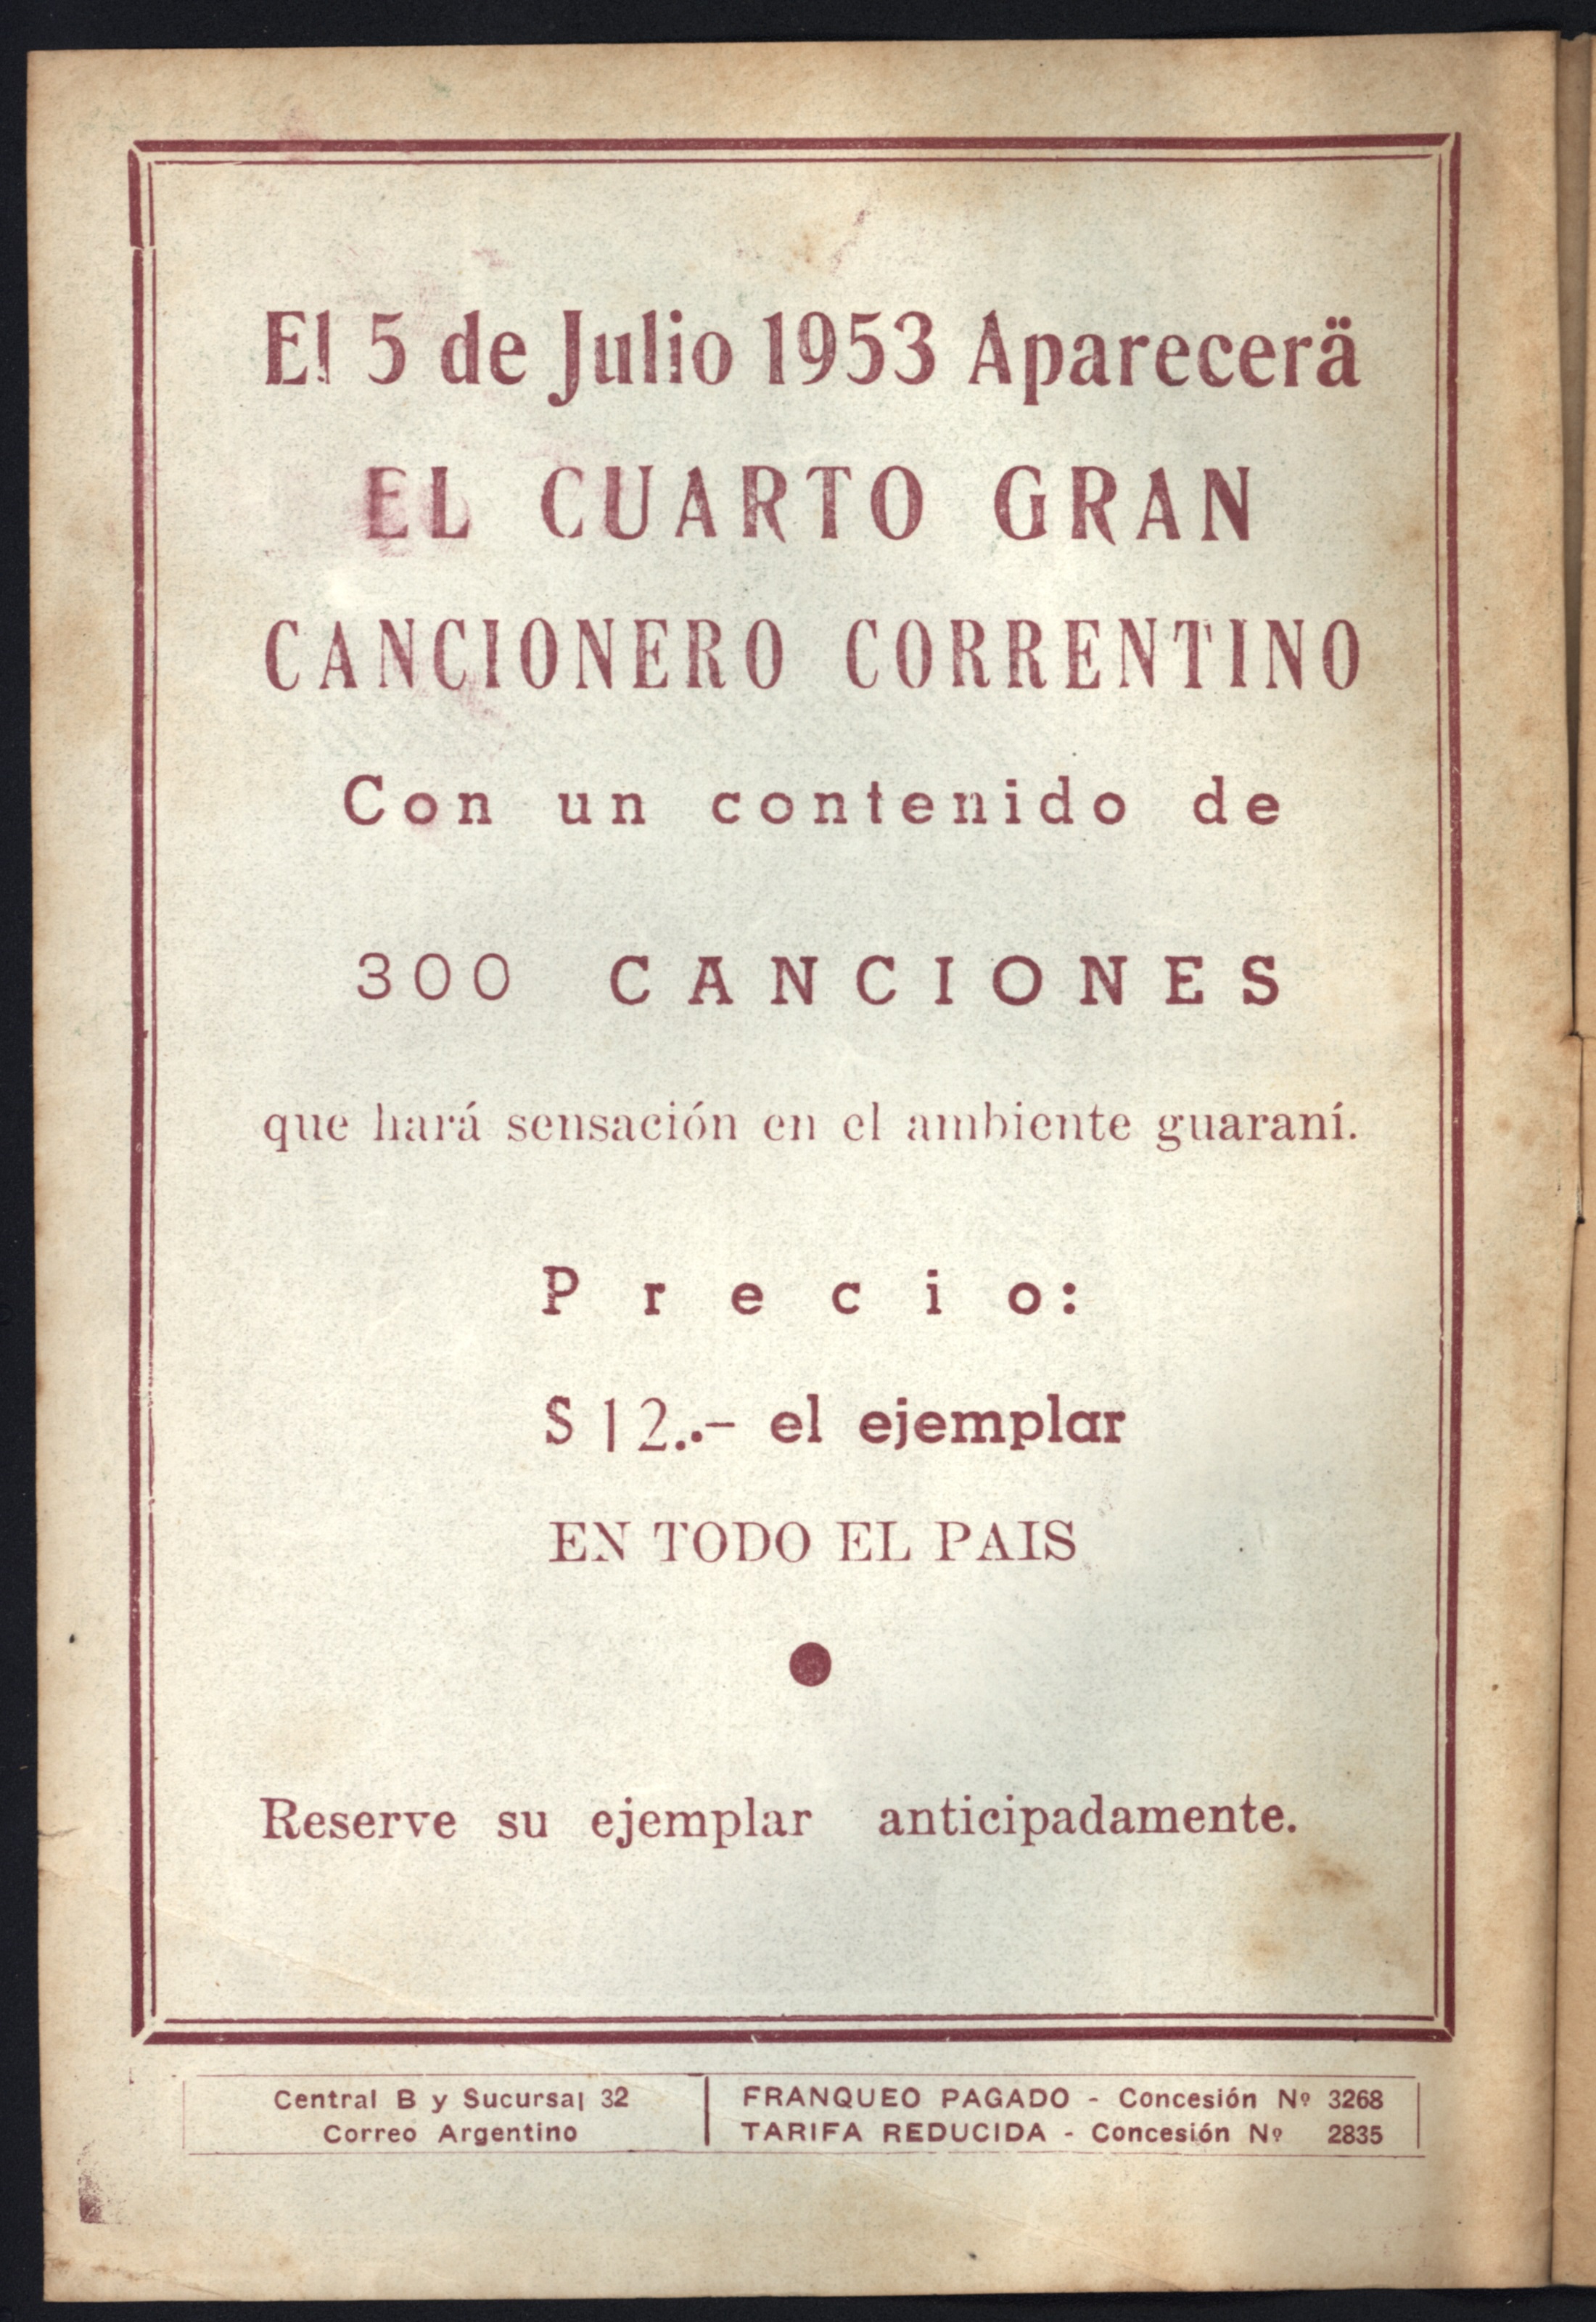 El 5 de Julio 1953 Aparecerä
EL CUARTO GRAN
CANCIONERO CORRENTINO
Con un contenido de
300 CANCIONES
que hará sensación en el ambiente guaraní.
Precio:
$ 12..- el ejemplar
EN TODO EL PAIS
Reserve su ejemplar anticipadamente.
Central B y Sucursal 32
Correo Argentino
FRANQUEO PAGADO - Concesión Nº 3268
TARIFA REDUCIDA - Concesión Nº 2835